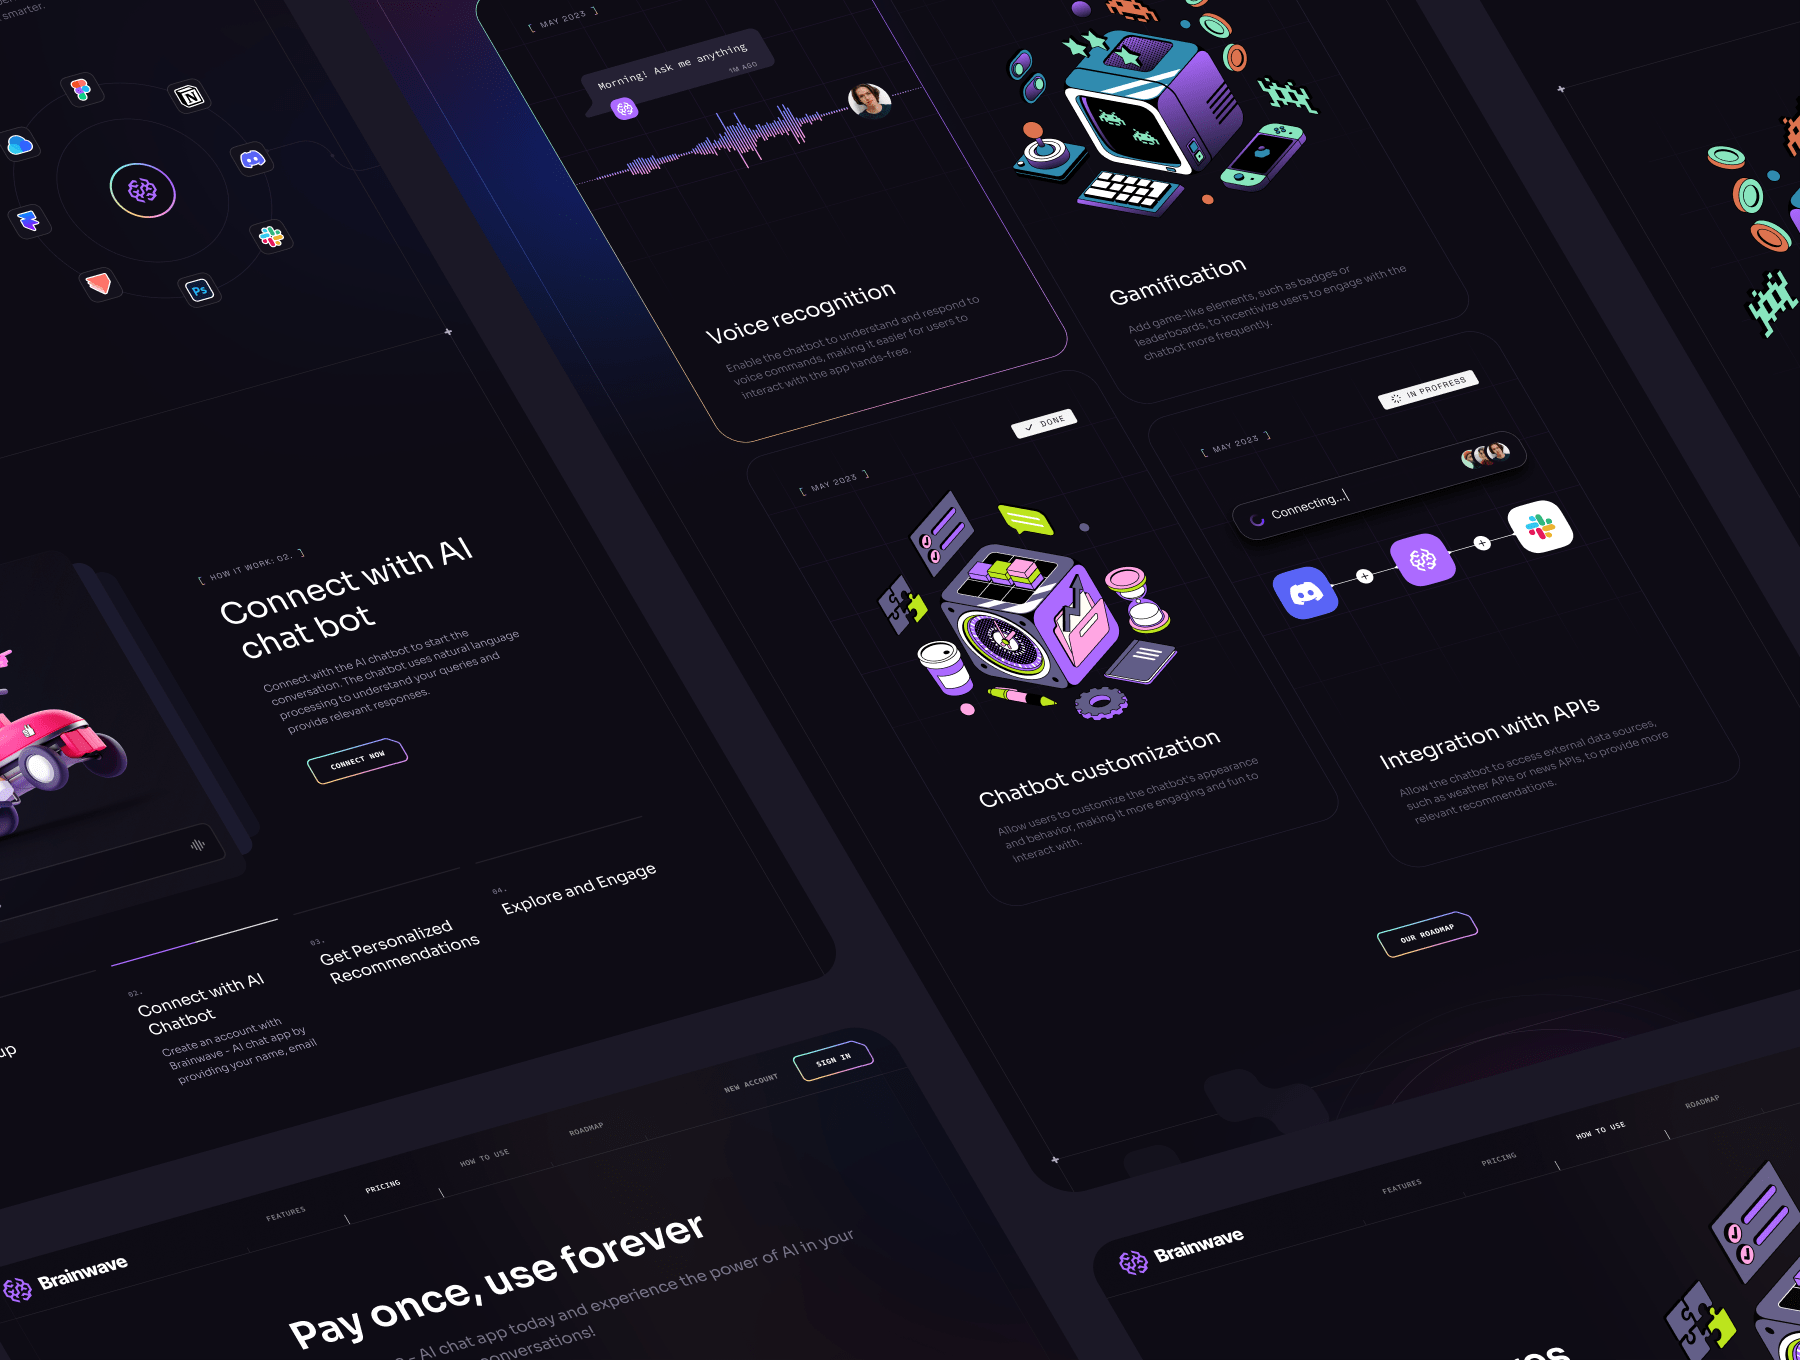 smarter.
Ps
[ HOW IT WORK: 02. ]
Connect with AI
chat bot
Connect with the AI chatbot to start the
conversation. The chatbot uses natural language
processing to understand your queries and
provide relevant responses.
CONNECT NOW
up
02.
Connect with AI
Chatbot
Create an account with
Brainwave - AI chat app by
providing your name, email
03.
Get Personalized
Recommendations
04.
Explore and Engage
[ MAY 2023 ]
Morning! Ask me anything
1M AGO
Voice recognition
Enable the chatbot to understand and respond to
voice commands, making it easier for users to
interact with the app hands-free.
Gamification
Add game-like elements, such as badges or
leaderboards, to incentivize users to engage with the
chatbot more frequently.
DONE
[ MAY 2023 ]
Chatbot customization
Allow users to customize the chatbot's appearance
and behavior, making it more engaging and fun to
interact with.
IN PROFRESS
[ MAY 2023 ]
Connecting...
Integration with APIs
Allow the chatbot to access external data sources,
such as weather APIs or news APIs, to provide more
relevant recommendations.
OUR ROADMAP
Brainwave
FEATURES
PRICING
HOW TO USE
ROADMAP
NEW ACCOUNT
SIGN IN
Pay once, use forever
- AI chat app today and experience the power of AI in your
conversations!
Brainwave
FEATURES
PRICING
HOW TO USE
ROADMAP